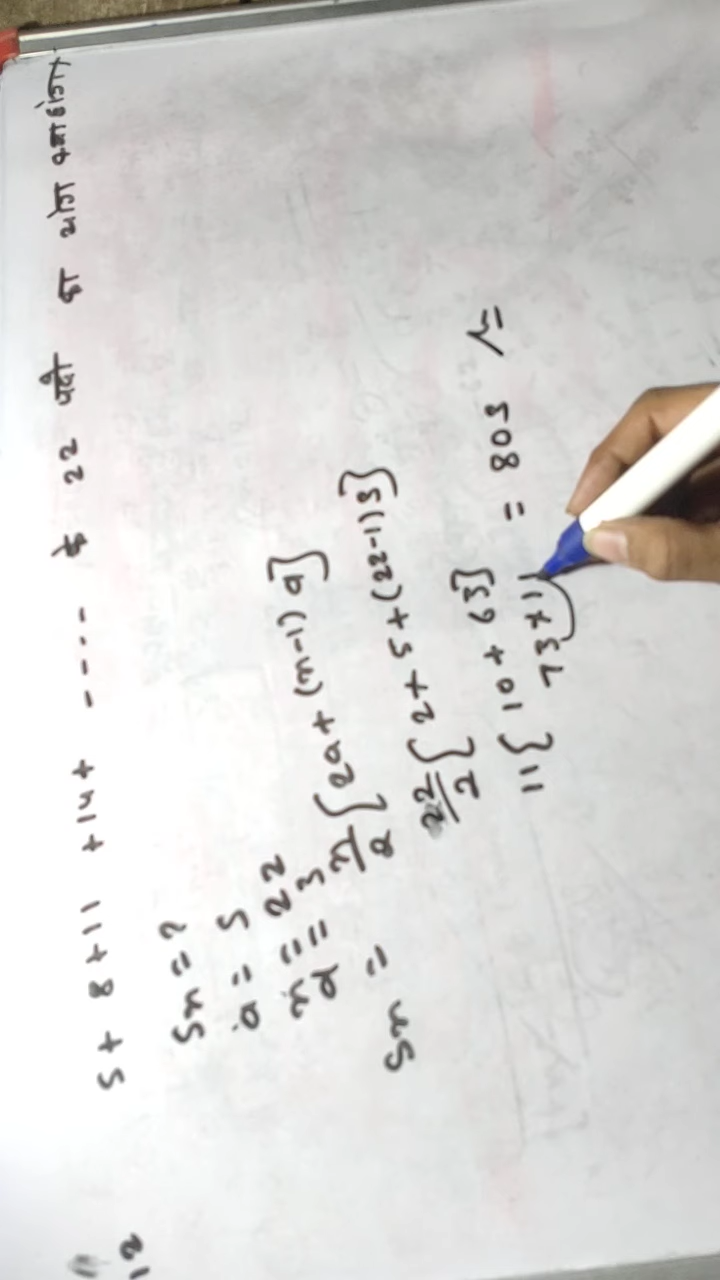 12 5 + 8 + 11 + 14 + ---- के 22 पदों का योग क्या होगा
Sn = ?
a = 5
n = 22
d = 3
Sn = n/2 [2a + (n-1) d]
22/2 [2 × 5 + (22-1) 3]
11 [10 + 63] = 803
73 × 11